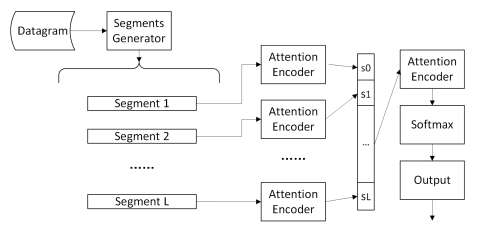 Datagram
Segments
Generator
Segment 1
Segment 2
......
Segment L
Attention
Encoder
Attention
Encoder
......
Attention
Encoder
s0
s1
...
sL
Attention
Encoder
Softmax
Output